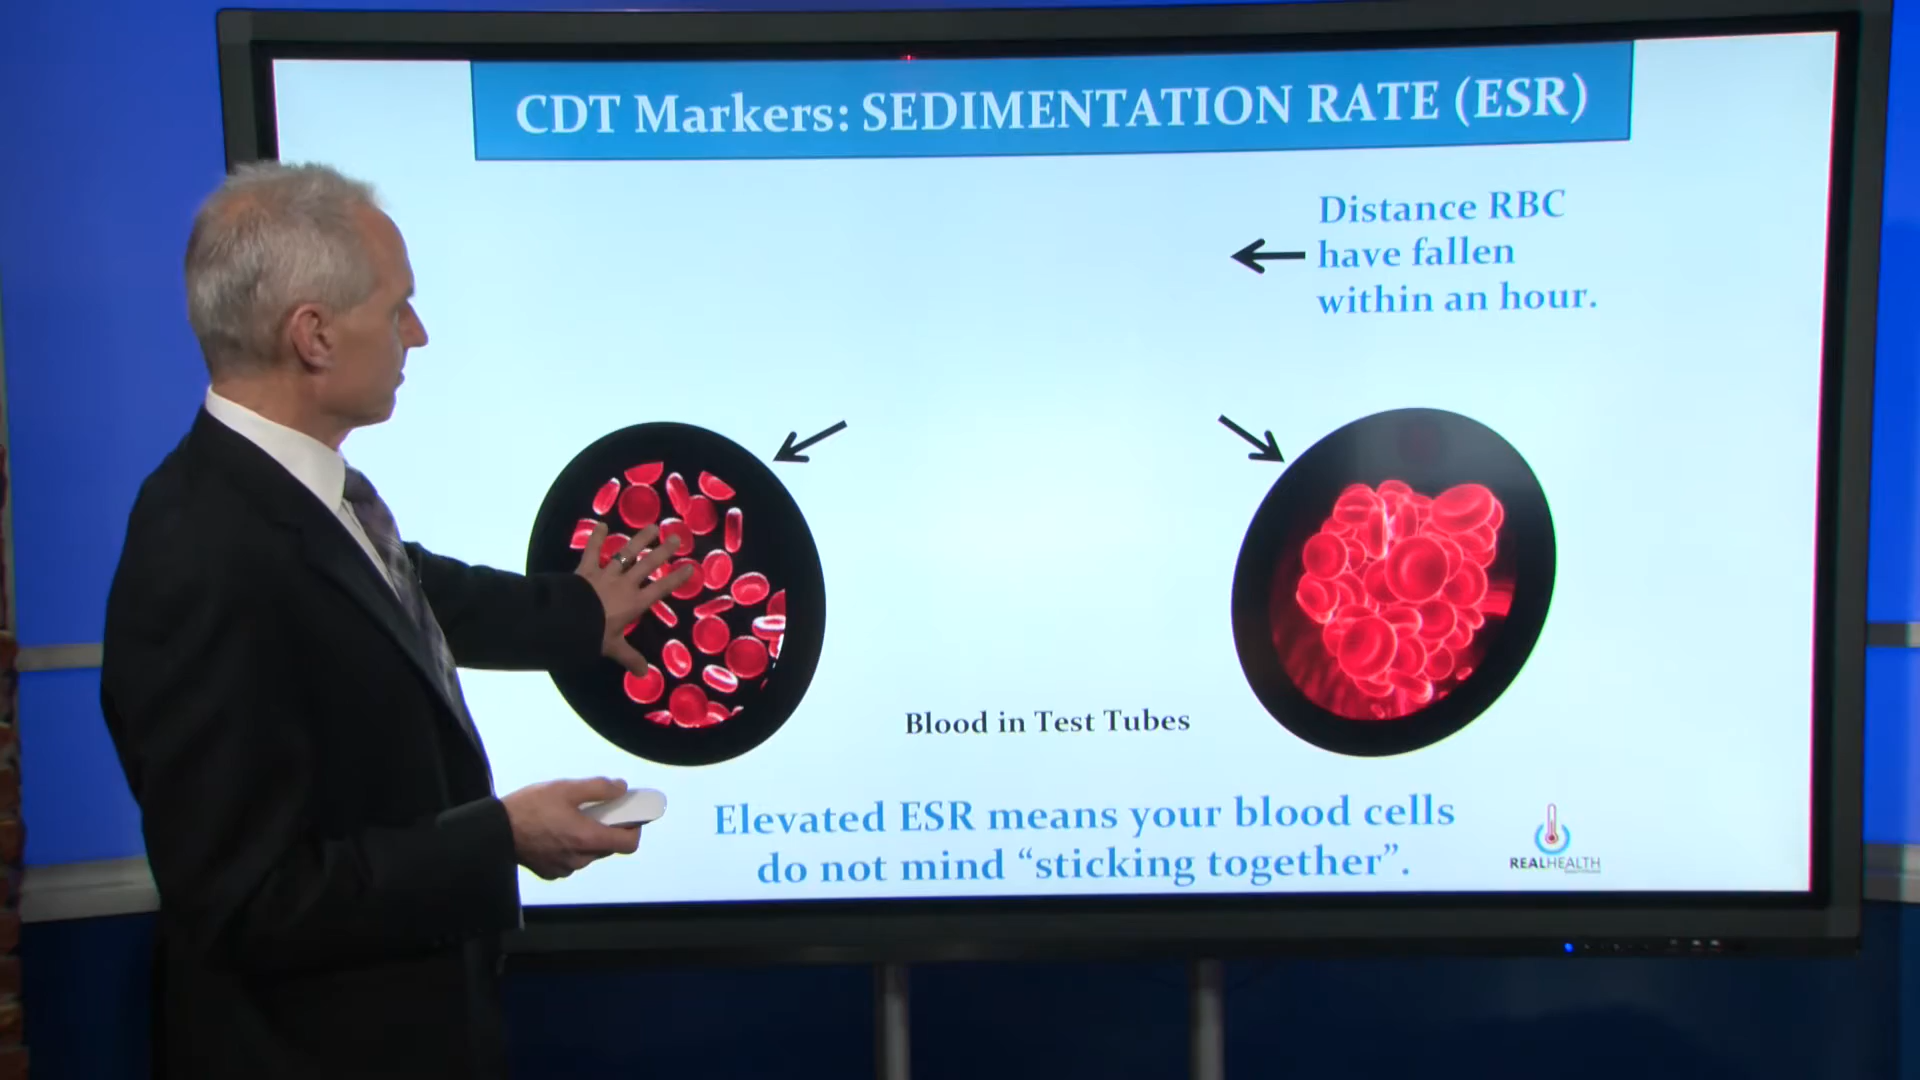 CDT Markers: SEDIMENTATION RATE (ESR)
Distance RBC
have fallen
within an hour.
Blood in Test Tubes
Elevated ESR means your blood cells
do not mind “sticking together”.
REALHEALTH